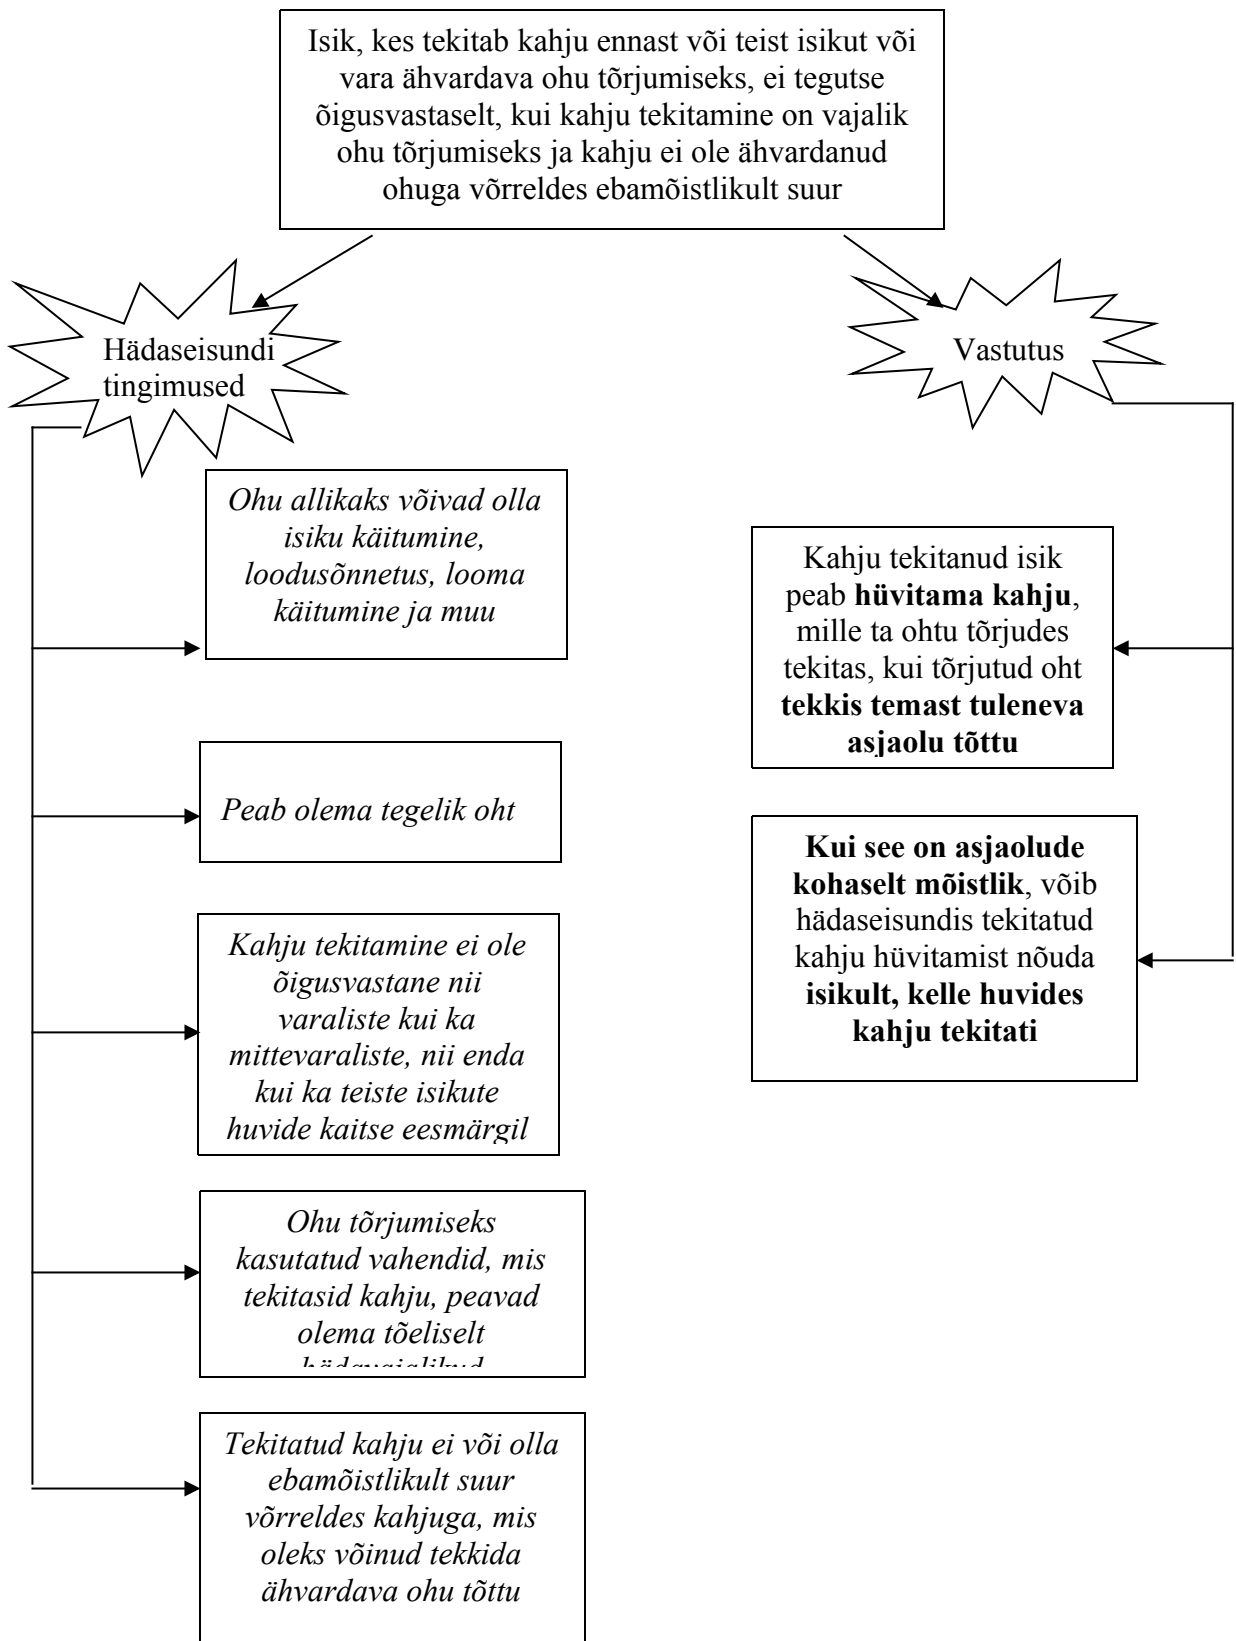 Isik, kes tekitab kahju ennast või teist isikut või
vara ähvardava ohu tõrjumiseks, ei tegutse
õigusvastaselt, kui kahju tekitamine on vajalik
ohu tõrjumiseks ja kahju ei ole ähvardanud
ohuga võrreldes ebamõistlikult suur
Hädaseisundi
tingimused
Vastutus
Ohu allikaks võivad olla
isiku käitumine,
loodusõnnetus, looma
käitumine ja muu
Peab olema tegelik oht
Kahju tekitamine ei ole
õigusvastane nii
varaliste kui ka
mittevaraliste, nii enda
kui ka teiste isikute
huvide kaitse eesmärgil
Ohu tõrjumiseks
kasutatud vahendid, mis
tekitasid kahju, peavad
olema tõeliselt
Tekitatud kahju ei või olla
ebamõistlikult suur
võrreldes kahjuga, mis
oleks võinud tekkida
ähvardava ohu tõttu
Kahju tekitanud isik
peab hüvitama kahju,
mille ta ohtu tõrjudes
tekitas, kui tõrjutud oht
tekkis temast tuleneva
asjaolu tõttu
Kui see on asjaolude
kohaselt mõistlik, võib
hädaseisundis tekitatud
kahju hüvitamist nõuda
isikult, kelle huvides
kahju tekitati